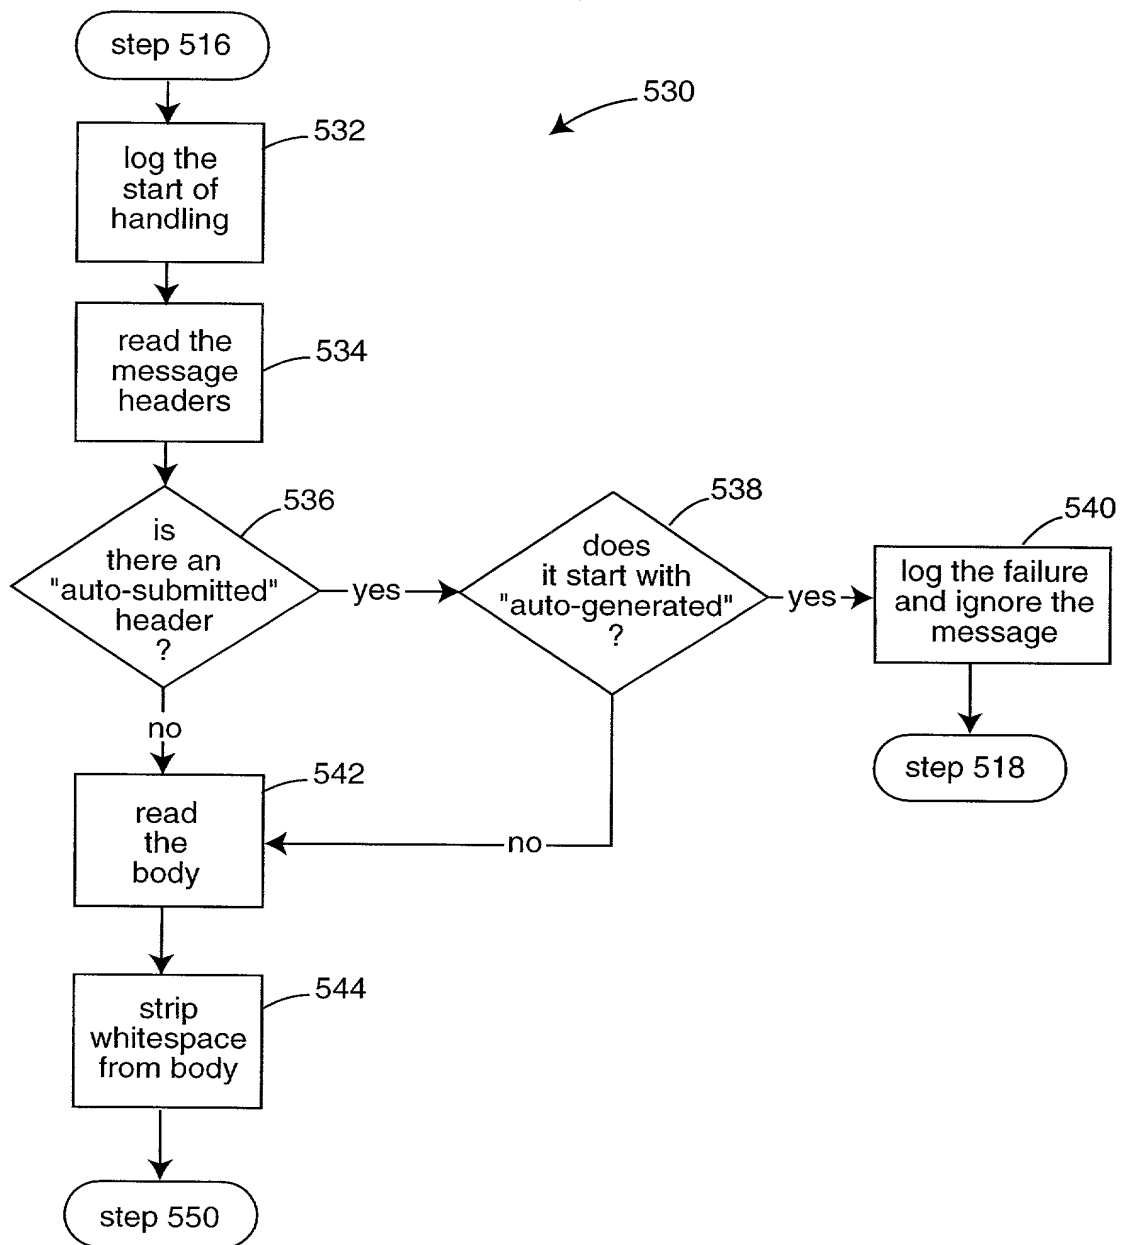 step 516
530
532
log the
start of
handling
534
read the
message
headers
536
is
there an
"auto-submitted"
header
?
yes
538
does
it start with
"auto-generated"
?
yes
540
log the failure
and ignore the
message
step 518
no
542
read
the
body
no
544
strip
whitespace
from body
step 550